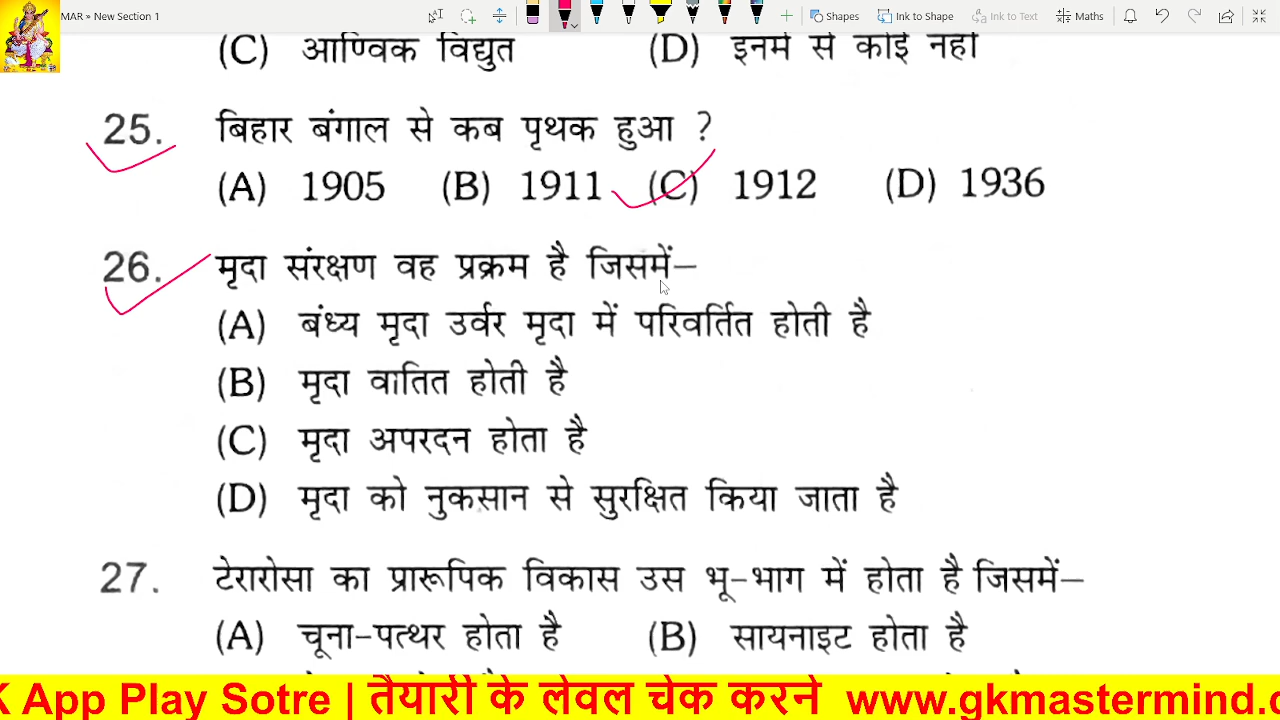 MAR » New Section 1
Shapes
Ink to Shape
Ink to Text
Maths
(C) आण्विक विद्युत (D) इनमें से कोई नहीं
25. बिहार बंगाल से कब पृथक हुआ ?
(A) 1905 (B) 1911 (C) 1912 (D) 1936
26. मृदा संरक्षण वह प्रक्रम है जिसमें–
(A) बंध्य मृदा उर्वर मृदा में परिवर्तित होती है
(B) मृदा वातित होती है
(C) मृदा अपरदन होता है
(D) मृदा को नुकसान से सुरक्षित किया जाता है
27. टेरारोसा का प्रारूपिक विकास उस भू-भाग में होता है जिसमें–
(A) चूना-पत्थर होता है (B) सायनाइट होता है
K App Play Sotre | तैयारी के लेवल चेक करने www.gkmastermind.c